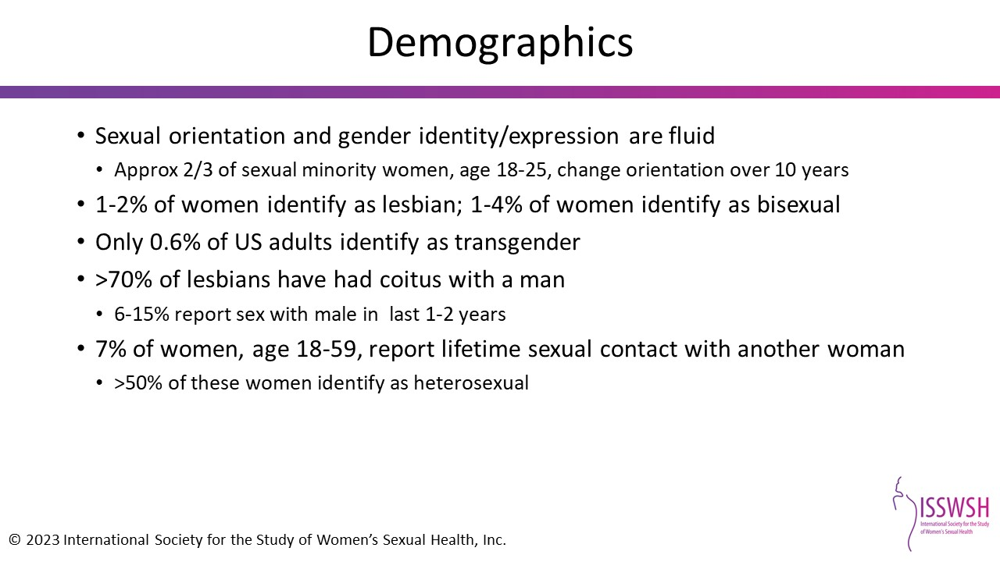 Demographics
• Sexual orientation and gender identity/expression are fluid
• Approx 2/3 of sexual minority women, age 18-25, change orientation over 10 years
• 1-2% of women identify as lesbian; 1-4% of women identify as bisexual
• Only 0.6% of US adults identify as transgender
• >70% of lesbians have had coitus with a man
• 6-15% report sex with male in  last 1-2 years
• 7% of women, age 18-59, report lifetime sexual contact with another woman
• >50% of these women identify as heterosexual
ISSWSH
International Society for the Study
of Women's Sexual Health
© 2023 International Society for the Study of Women’s Sexual Health, Inc.